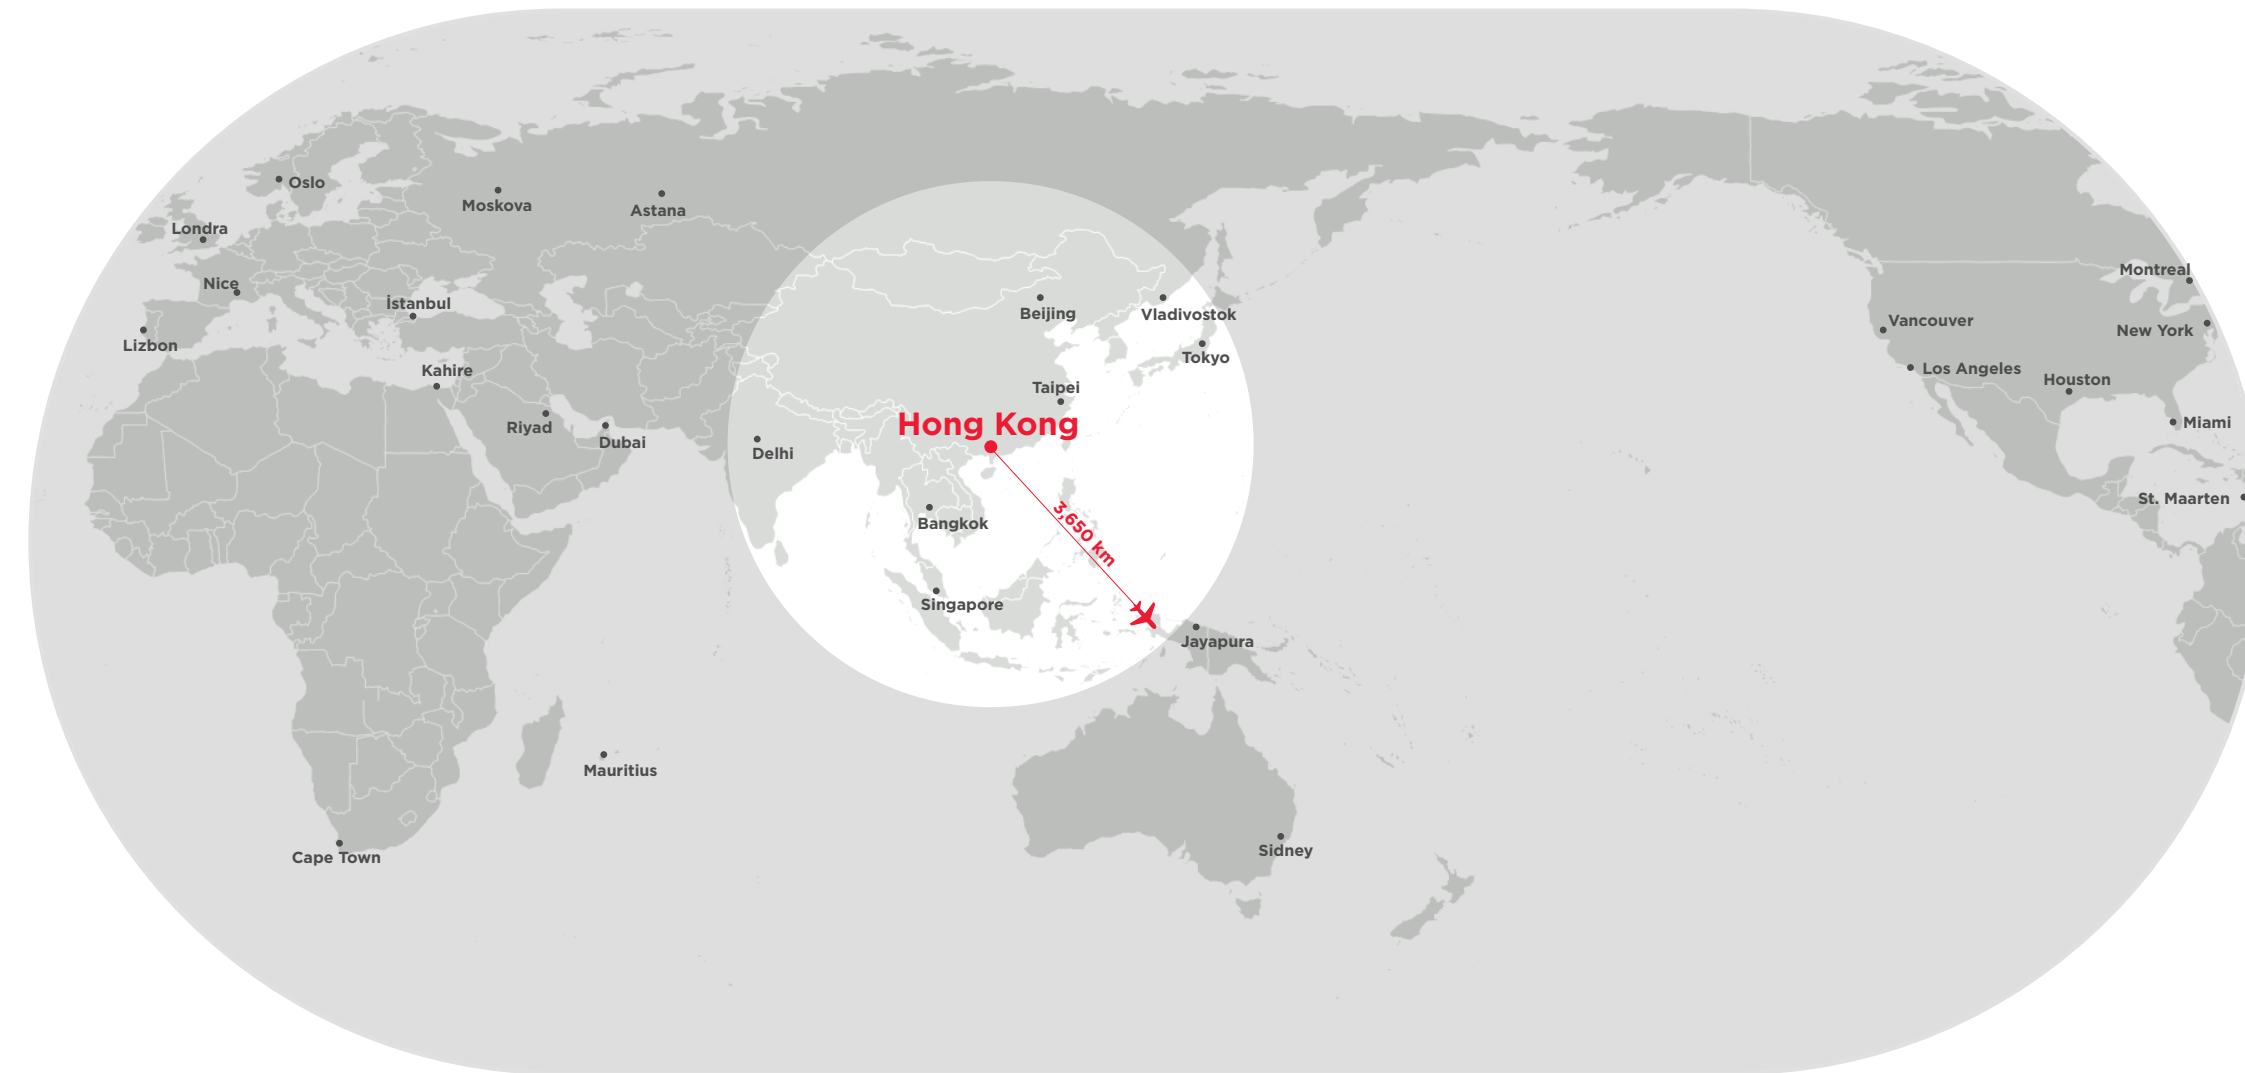 Oslo
Moskova
Astana
Londra
Nice
İstanbul
Lizbon
Kahire
Riyad
Dubai
Delhi
Beijing
Vladivostok
Tokyo
Taipei
Hong Kong
3,650 km
Bangkok
Singapore
Jayapura
Mauritius
Cape Town
Sidney
Montreal
Vancouver
New York
Los Angeles
Houston
Miami
St. Maarten